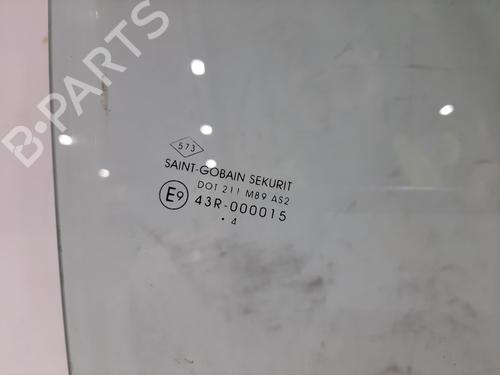 B-PARTS
573
SAINT-GOBAIN SEKURIT
DOT 211 M89 AS2
E9 43R-000015
. 4